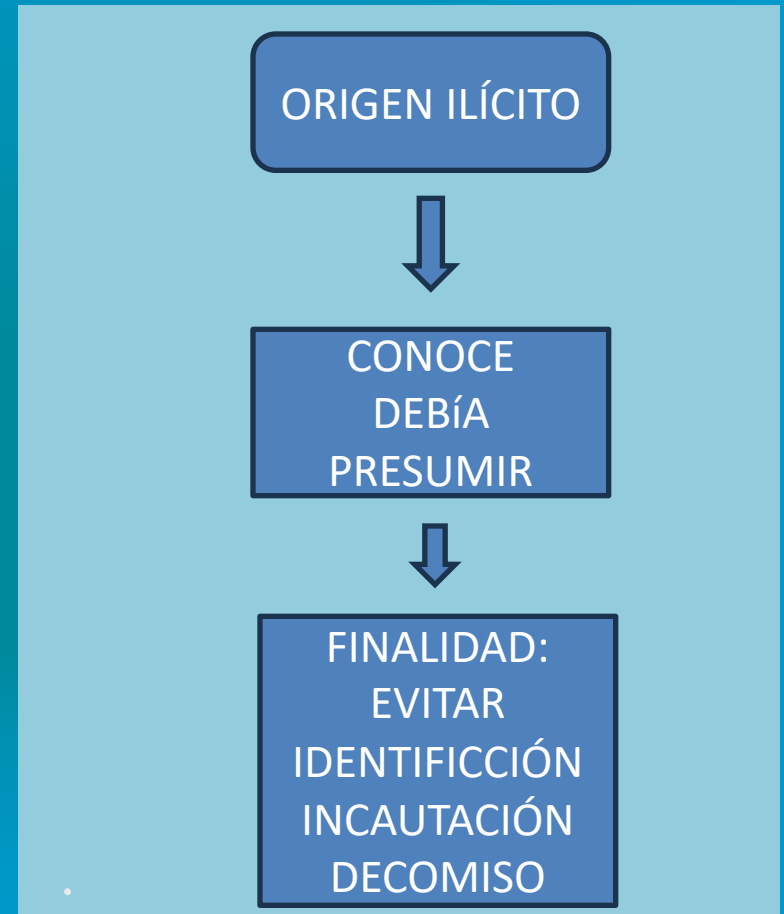 ORIGEN ILÍCITO
CONOCE
DEBíA
PRESUMIR
FINALIDAD:
EVITAR
IDENTIFICCIÓN
INCAUTACIÓN
DECOMISO